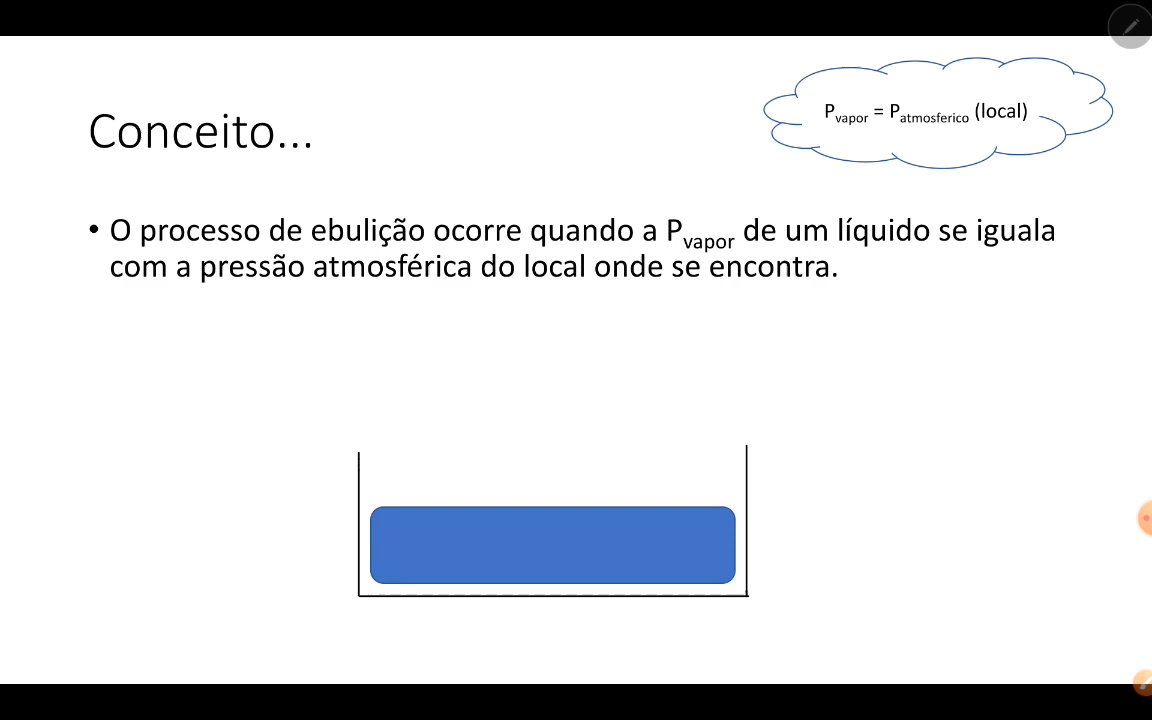 P_vapor = P_atmosferico (local)
Conceito...
• O processo de ebulição ocorre quando a P_vapor de um líquido se iguala
com a pressão atmosférica do local onde se encontra.